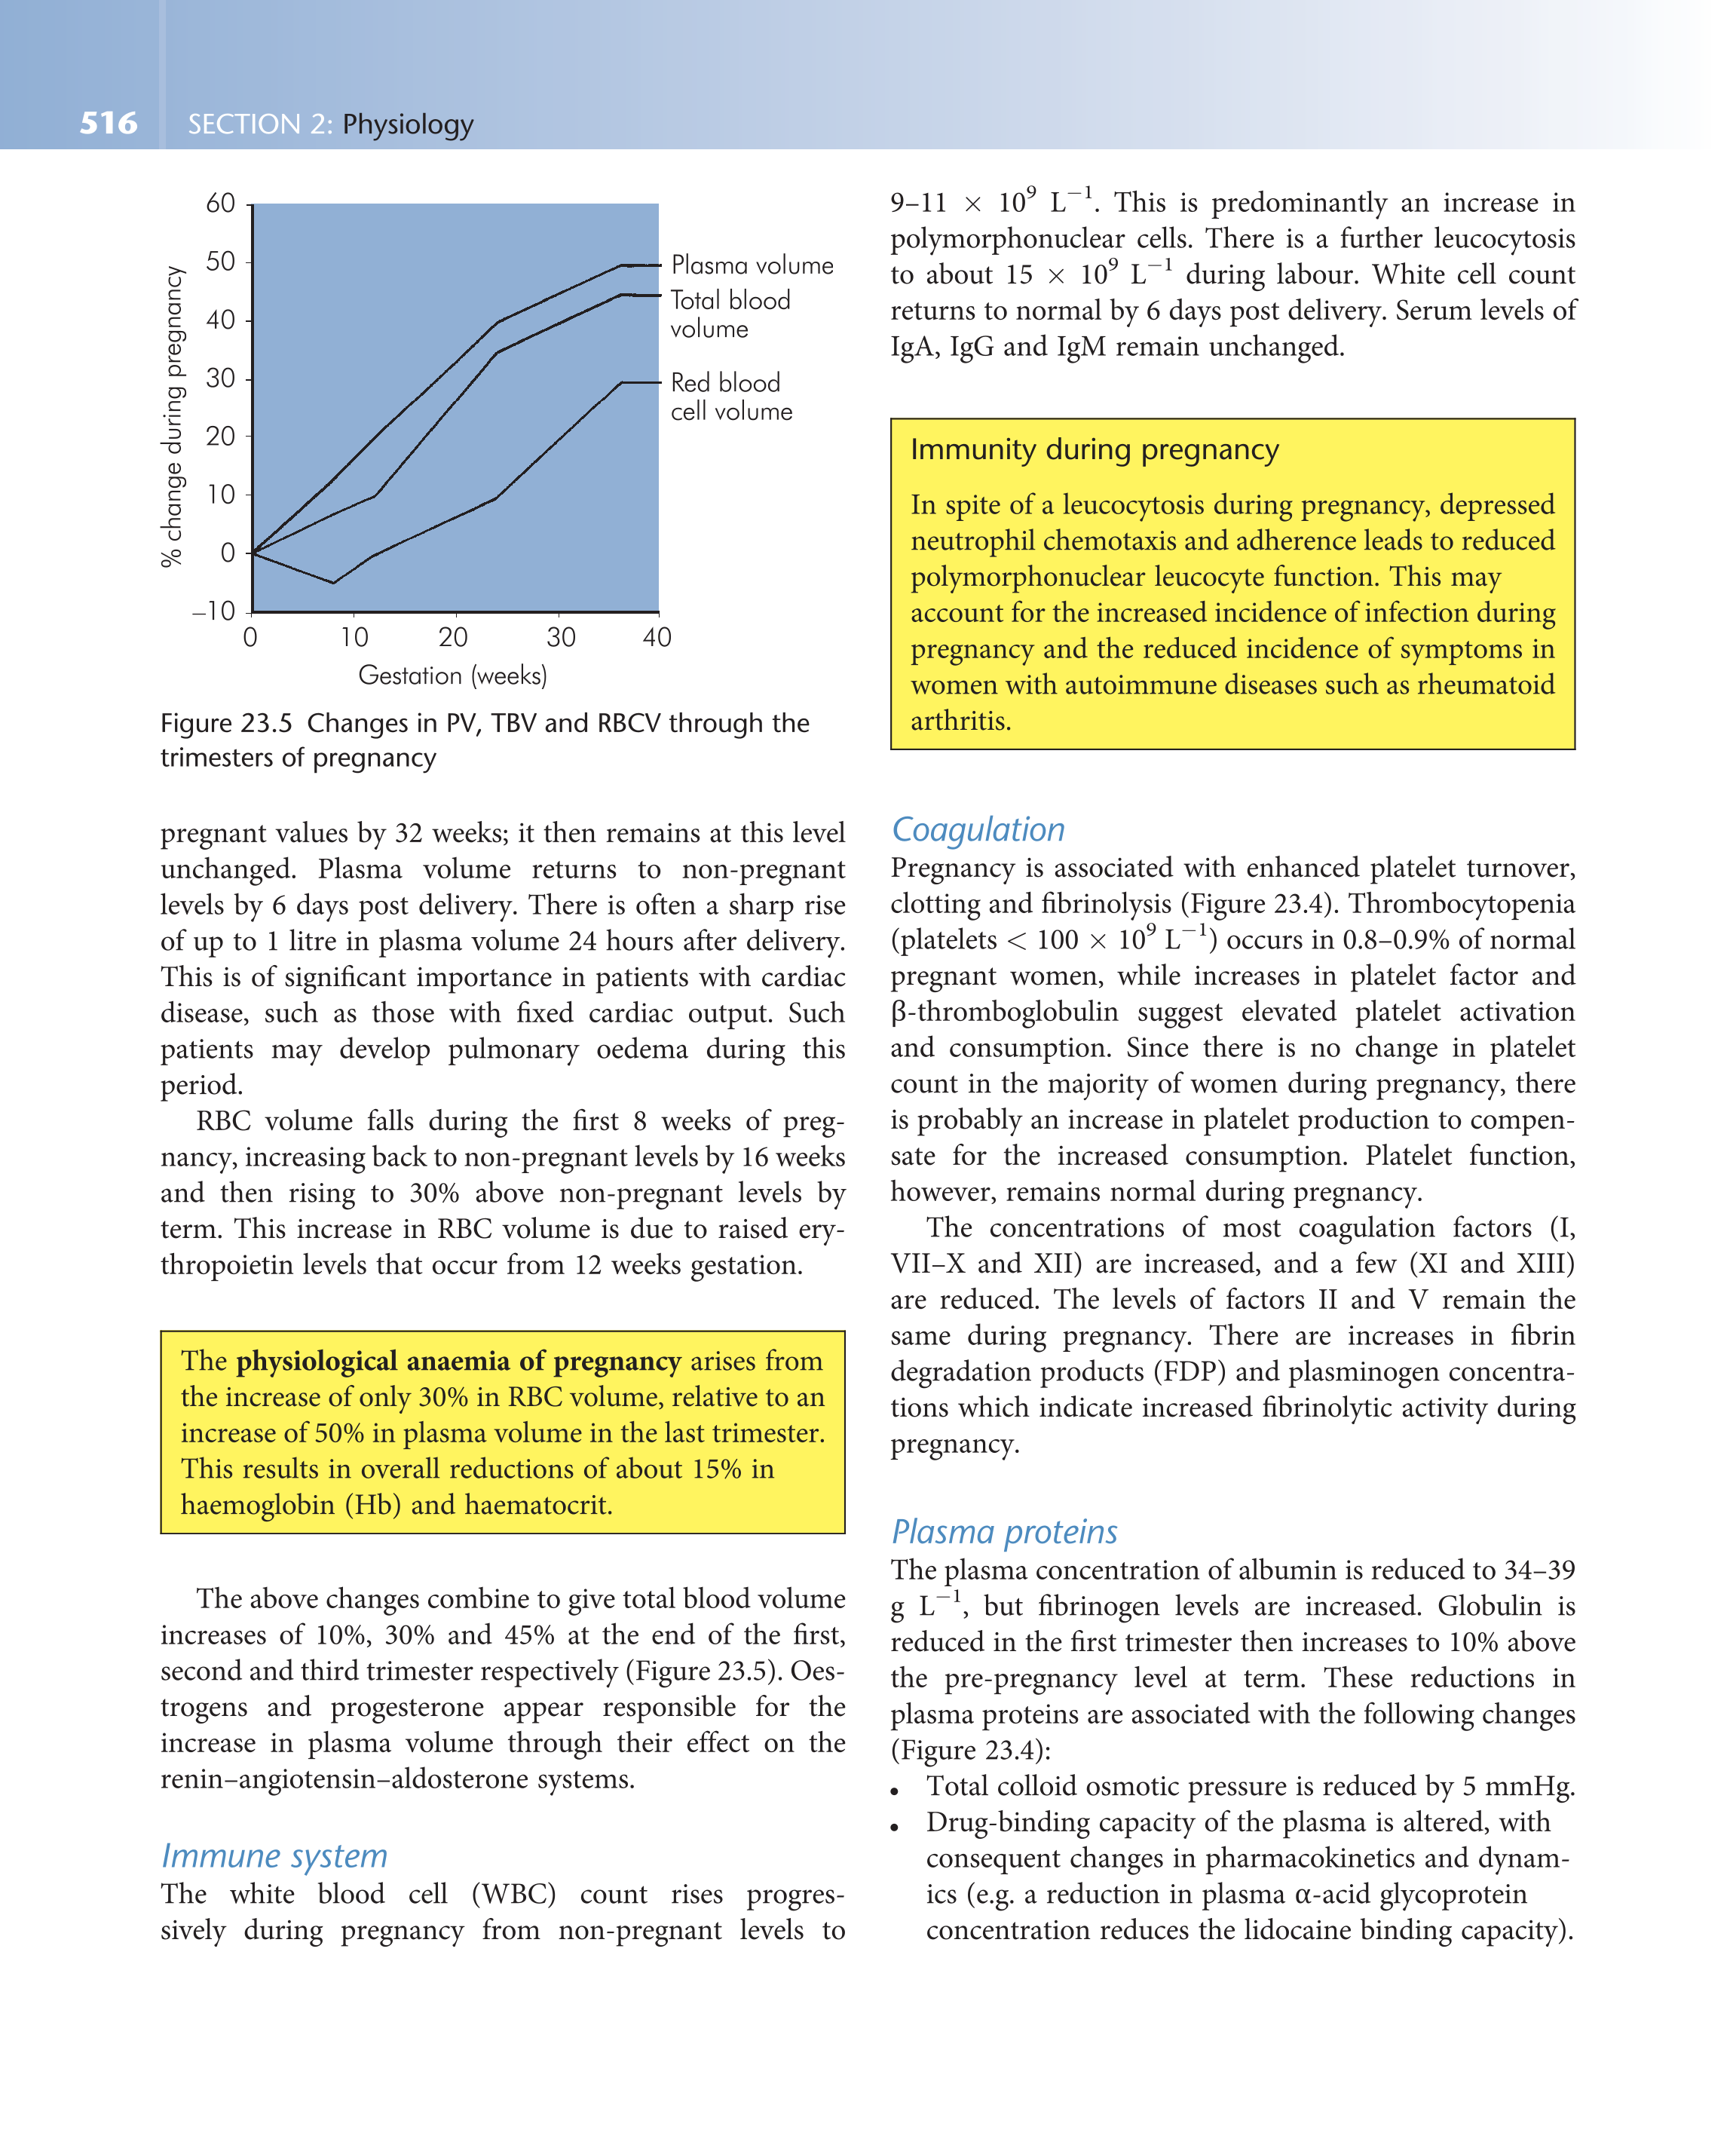 516 SECTION 2: Physiology
60
50
40
30
20
10
0
–10
% change during pregnancy
Plasma volume
Total blood
volume
Red blood
cell volume
0 10 20 30 40
Gestation (weeks)
Figure 23.5 Changes in PV, TBV and RBCV through the
trimesters of pregnancy
pregnant values by 32 weeks; it then remains at this level
unchanged. Plasma volume returns to non-pregnant
levels by 6 days post delivery. There is often a sharp rise
of up to 1 litre in plasma volume 24 hours after delivery.
This is of significant importance in patients with cardiac
disease, such as those with fixed cardiac output. Such
patients may develop pulmonary oedema during this
period.
RBC volume falls during the first 8 weeks of preg-
nancy, increasing back to non-pregnant levels by 16 weeks
and then rising to 30% above non-pregnant levels by
term. This increase in RBC volume is due to raised ery-
thropoietin levels that occur from 12 weeks gestation.
The physiological anaemia of pregnancy arises from
the increase of only 30% in RBC volume, relative to an
increase of 50% in plasma volume in the last trimester.
This results in overall reductions of about 15% in
haemoglobin (Hb) and haematocrit.
The above changes combine to give total blood volume
increases of 10%, 30% and 45% at the end of the first,
second and third trimester respectively (Figure 23.5). Oes-
trogens and progesterone appear responsible for the
increase in plasma volume through their effect on the
renin–angiotensin–aldosterone systems.
Immune system
The white blood cell (WBC) count rises progres-
sively during pregnancy from non-pregnant levels to
9–11 × 10⁹ L⁻¹. This is predominantly an increase in
polymorphonuclear cells. There is a further leucocytosis
to about 15 × 10⁹ L⁻¹ during labour. White cell count
returns to normal by 6 days post delivery. Serum levels of
IgA, IgG and IgM remain unchanged.
Immunity during pregnancy
In spite of a leucocytosis during pregnancy, depressed
neutrophil chemotaxis and adherence leads to reduced
polymorphonuclear leucocyte function. This may
account for the increased incidence of infection during
pregnancy and the reduced incidence of symptoms in
women with autoimmune diseases such as rheumatoid
arthritis.
Coagulation
Pregnancy is associated with enhanced platelet turnover,
clotting and fibrinolysis (Figure 23.4). Thrombocytopenia
(platelets < 100 × 10⁹ L⁻¹) occurs in 0.8–0.9% of normal
pregnant women, while increases in platelet factor and
β-thromboglobulin suggest elevated platelet activation
and consumption. Since there is no change in platelet
count in the majority of women during pregnancy, there
is probably an increase in platelet production to compen-
sate for the increased consumption. Platelet function,
however, remains normal during pregnancy.
The concentrations of most coagulation factors (I,
VII–X and XII) are increased, and a few (XI and XIII)
are reduced. The levels of factors II and V remain the
same during pregnancy. There are increases in fibrin
degradation products (FDP) and plasminogen concentra-
tions which indicate increased fibrinolytic activity during
pregnancy.
Plasma proteins
The plasma concentration of albumin is reduced to 34–39
g L⁻¹, but fibrinogen levels are increased. Globulin is
reduced in the first trimester then increases to 10% above
the pre-pregnancy level at term. These reductions in
plasma proteins are associated with the following changes
(Figure 23.4):
• Total colloid osmotic pressure is reduced by 5 mmHg.
• Drug-binding capacity of the plasma is altered, with
consequent changes in pharmacokinetics and dynam-
ics (e.g. a reduction in plasma α-acid glycoprotein
concentration reduces the lidocaine binding capacity).